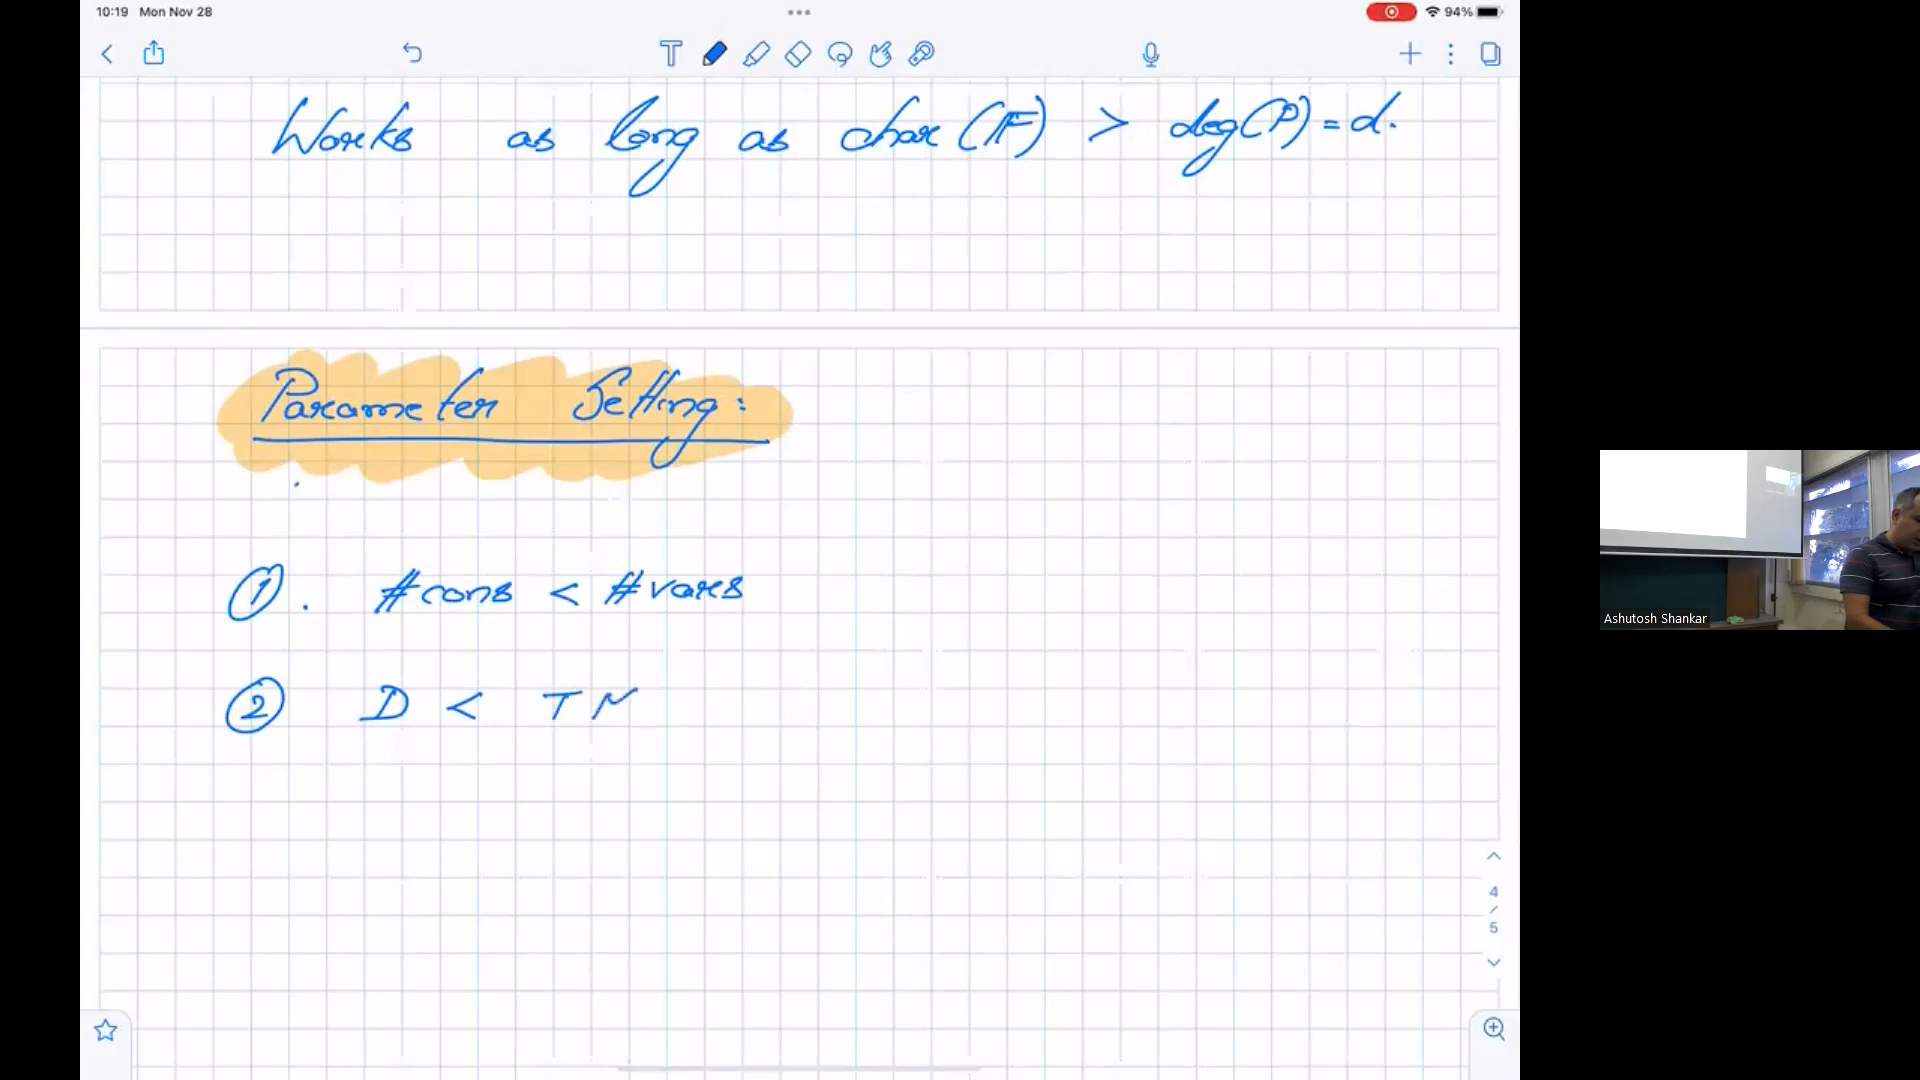 10:19 Mon Nov 28
94%
Works as long as char (F) > deg(P) = d.
Parameter Setting:
① . #cons < #vars
② D < T N
4
/
5
Ashutosh Shankar